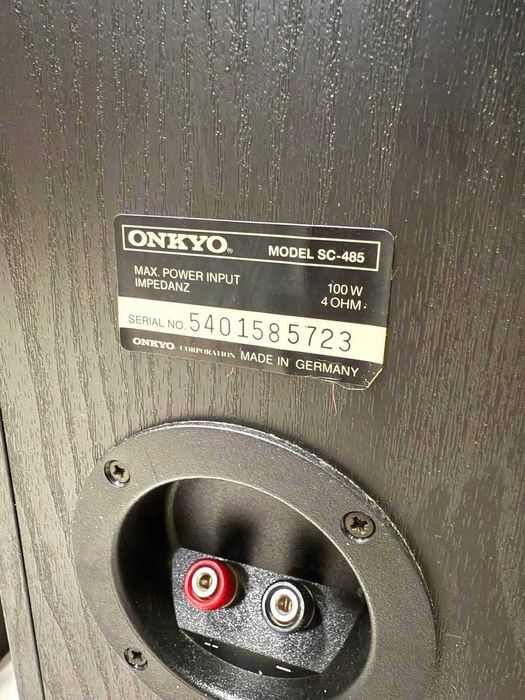 ONKYO® MODEL SC-485
MAX. POWER INPUT 100 W
IMPEDANZ 4 OHM
SERIAL NO. 5401585723
ONKYO CORPORATION MADE IN GERMANY
+ -